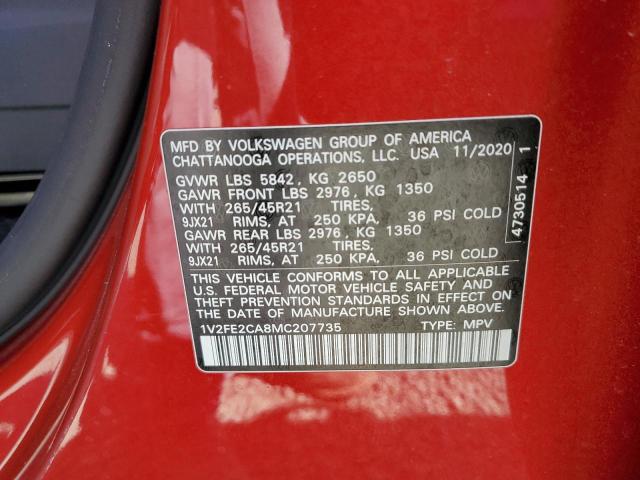 MFD BY VOLKSWAGEN GROUP OF AMERICA
CHATTANOOGA OPERATIONS, LLC. USA 11/2020
GVWR LBS 5842, KG 2650
GAWR FRONT LBS 2976, KG 1350
WITH 265/45R21 TIRES,
9JX21 RIMS, AT 250 KPA, 36 PSI COLD
GAWR REAR LBS 2976, KG 1350
WITH 265/45R21 TIRES,
9JX21 RIMS, AT 250 KPA, 36 PSI COLD
THIS VEHICLE CONFORMS TO ALL APPLICABLE
U.S. FEDERAL MOTOR VEHICLE SAFETY AND
THEFT PREVENTION STANDARDS IN EFFECT ON
THE DATE OF MANUFACTURE SHOWN ABOVE.
1V2FE2CA8MC207735 TYPE: MPV
4730514 1